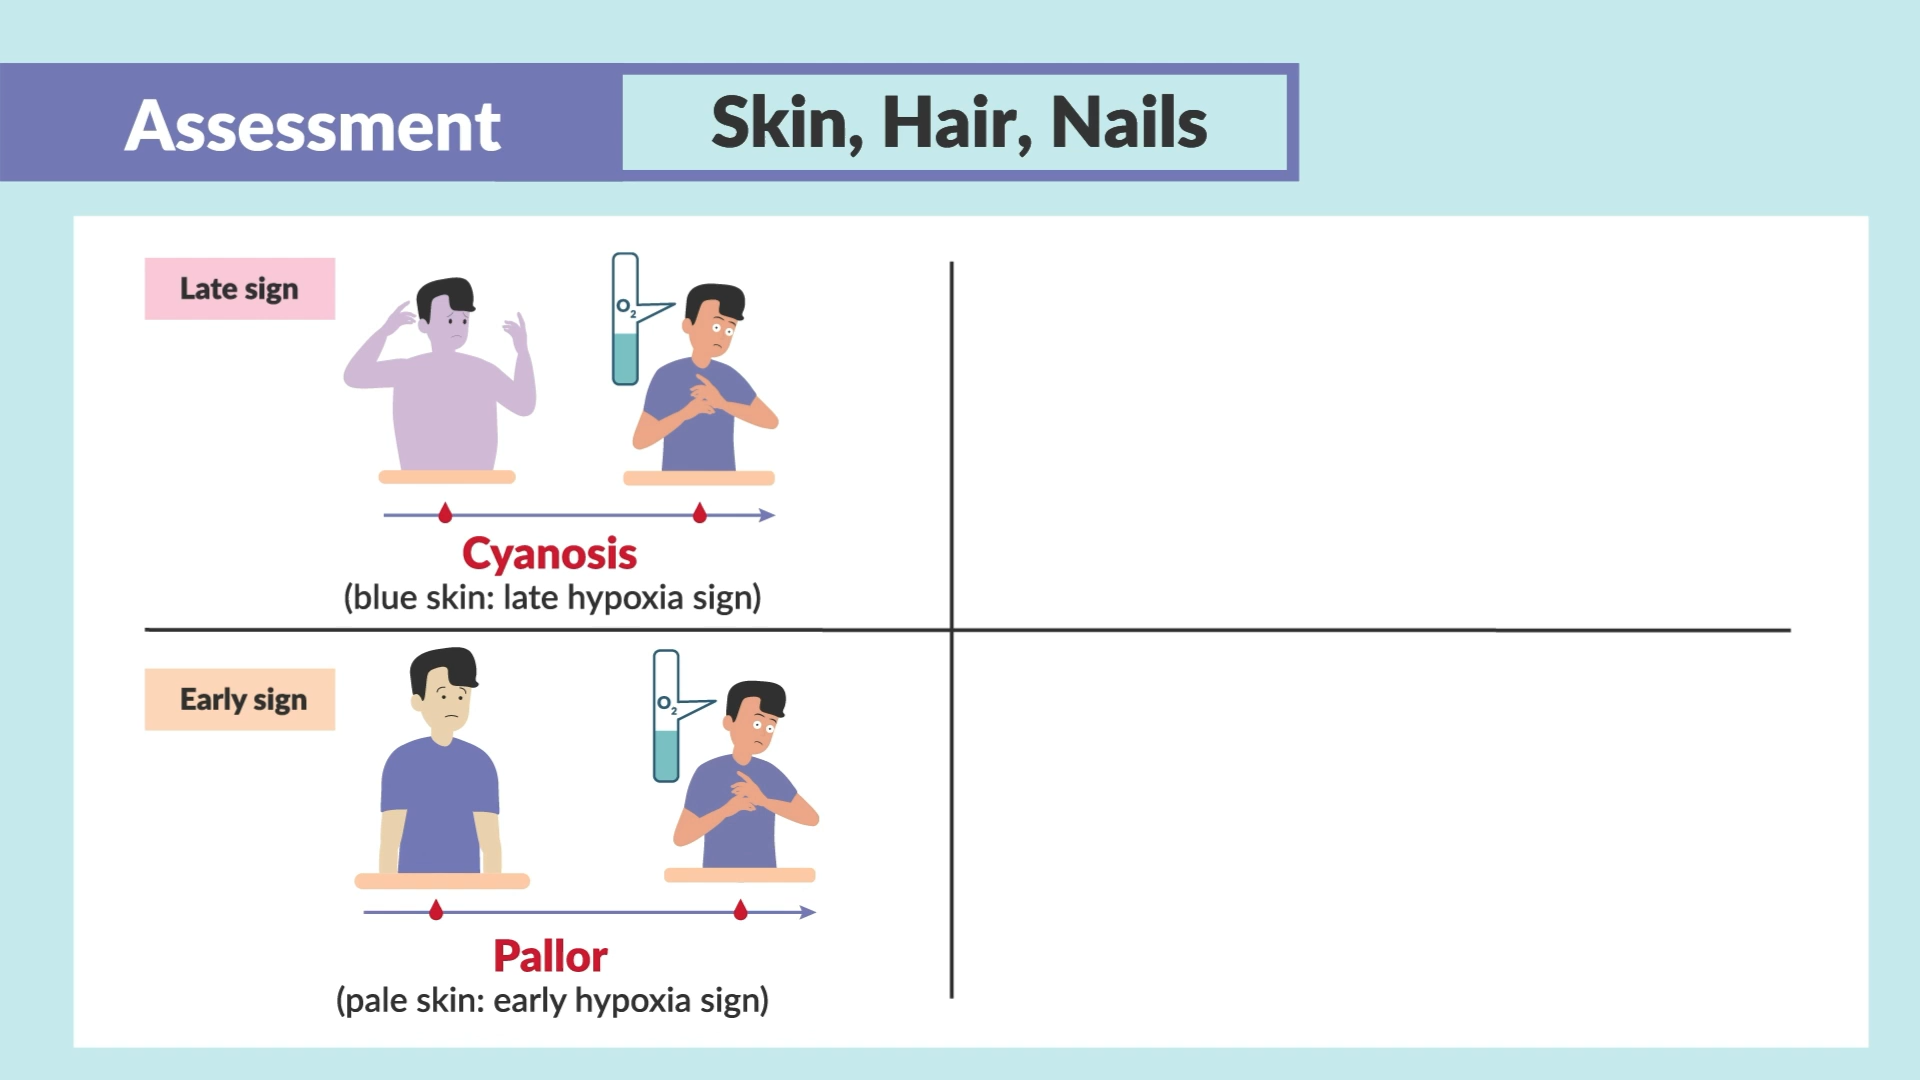 Assessment
Skin, Hair, Nails
Late sign
O₂
Cyanosis
(blue skin: late hypoxia sign)
Early sign
O₂
Pallor
(pale skin: early hypoxia sign)